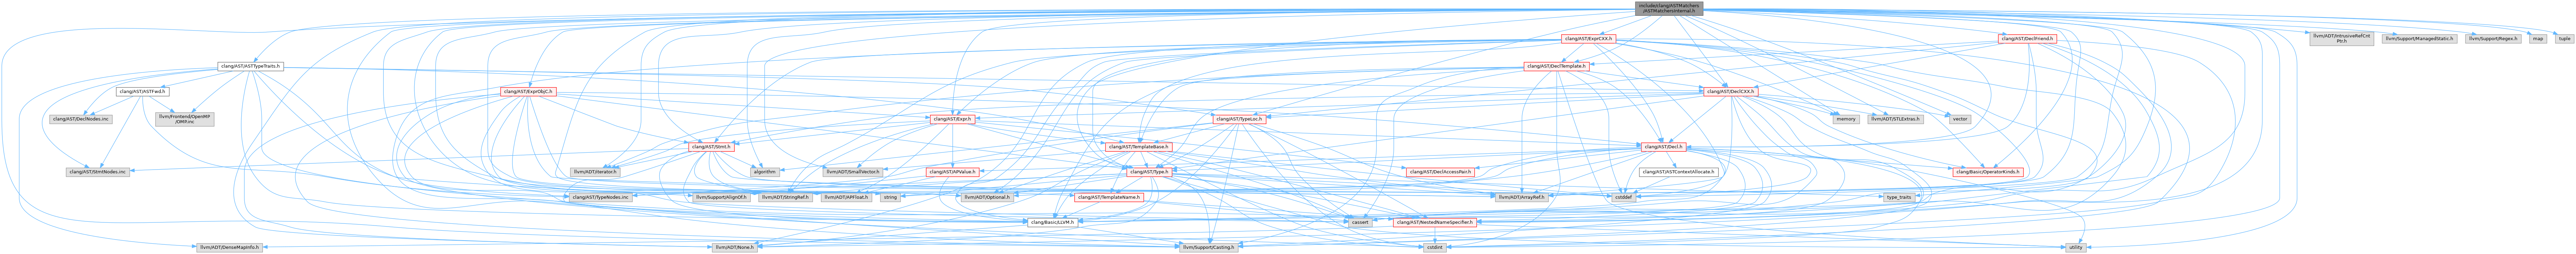 include/clang/ASTMatchers
/ASTMatchersInternal.h
clang/AST/ExprCXX.h
clang/AST/DeclFriend.h
llvm/ADT/IntrusiveRefCnt
Ptr.h
llvm/Support/ManagedStatic.h
llvm/Support/Regex.h
map
tuple
clang/AST/ASTTypeTraits.h
clang/AST/DeclTemplate.h
clang/AST/ASTFwd.h
clang/AST/ExprObjC.h
clang/AST/DeclCXX.h
clang/AST/DeclNodes.inc
llvm/Frontend/OpenMP
/OMP.inc
clang/AST/Expr.h
clang/AST/TypeLoc.h
memory
llvm/ADT/STLExtras.h
vector
clang/AST/Stmt.h
clang/AST/TemplateBase.h
clang/AST/Decl.h
clang/AST/StmtNodes.inc
llvm/ADT/iterator.h
algorithm
llvm/ADT/SmallVector.h
clang/AST/APValue.h
clang/AST/Type.h
clang/AST/DeclAccessPair.h
clang/AST/ASTContextAllocate.h
clang/Basic/OperatorKinds.h
clang/AST/TypeNodes.inc
llvm/Support/AlignOf.h
llvm/ADT/StringRef.h
llvm/ADT/APFloat.h
string
llvm/ADT/Optional.h
clang/AST/TemplateName.h
llvm/ADT/ArrayRef.h
cstddef
type_traits
clang/Basic/LLVM.h
cassert
clang/AST/NestedNameSpecifier.h
llvm/ADT/DenseMapInfo.h
llvm/ADT/None.h
llvm/Support/Casting.h
cstdint
utility